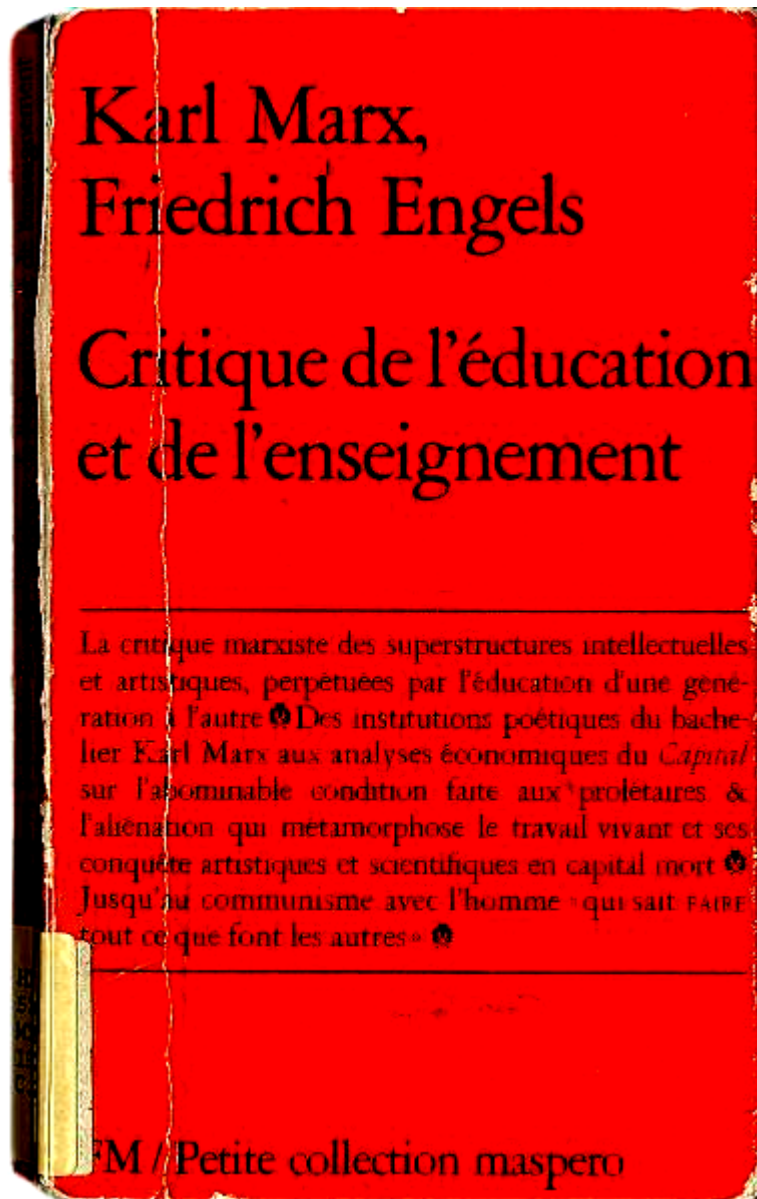 Karl Marx,
Friedrich Engels
Critique de l'éducation
et de l'enseignement
La critique marxiste des superstructures intellectuelles
et artistiques, perpétuées par l'éducation d'une géné-
ration à l'autre Des institutions poétiques du bache-
lier Karl Marx aux analyses économiques du Capital
sur l'abominable condition faite aux prolétaires &
l'aliénation qui métamorphose le travail vivant et ses
conquête artistiques et scientifiques en capital mort
Jusqu'au communisme avec l'homme «qui sait FAIRE
tout ce que font les autres»
FM / Petite collection maspero